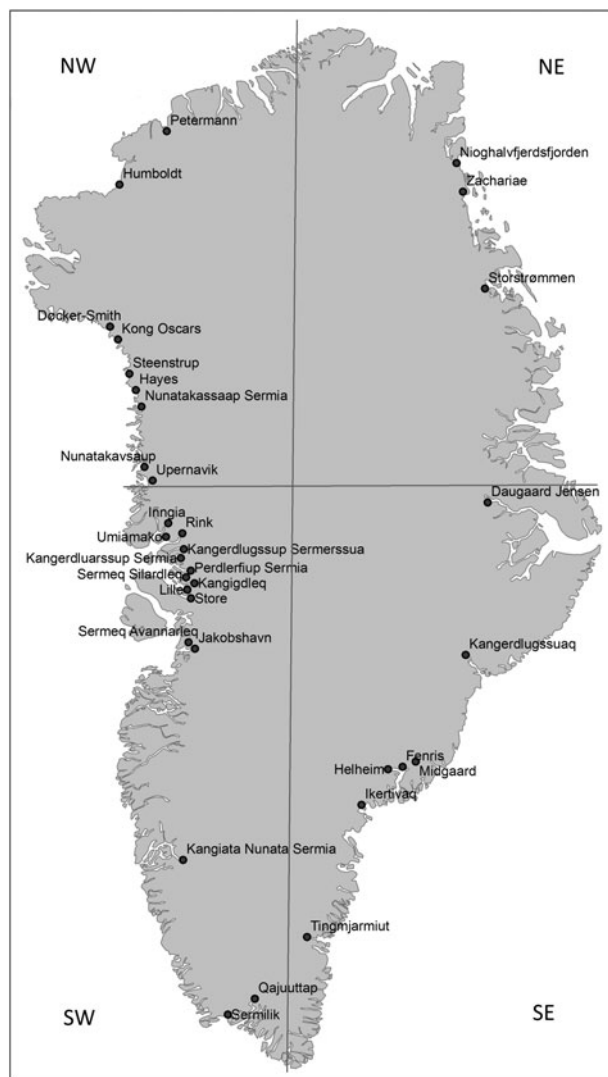 NW
NE
Petermann
Nioghalvfjerdsfjorden
Humboldt
Zachariae
Storstrømmen
Døcker-Smith
Kong Oscars
Steenstrup
Hayes
Nunatakassaap Sermia
Nunatakavsaup
Upernavik
Daugaard Jensen
Inngia
Rink
Umiamako
Kangerdlugssup Sermerssua
Kangerdluarssup Sermia
Perdlerfiup Sermia
Sermeq Silardleq
Kangigdleq
Lille
Store
Sermeq Avannarleq
Jakobshavn
Kangerdlugssuaq
Fenris
Helheim
Midgaard
Ikertivaq
Kangiata Nunata Sermia
Tingmjarmiut
Qajuuttap
Sermilik
SW
SE